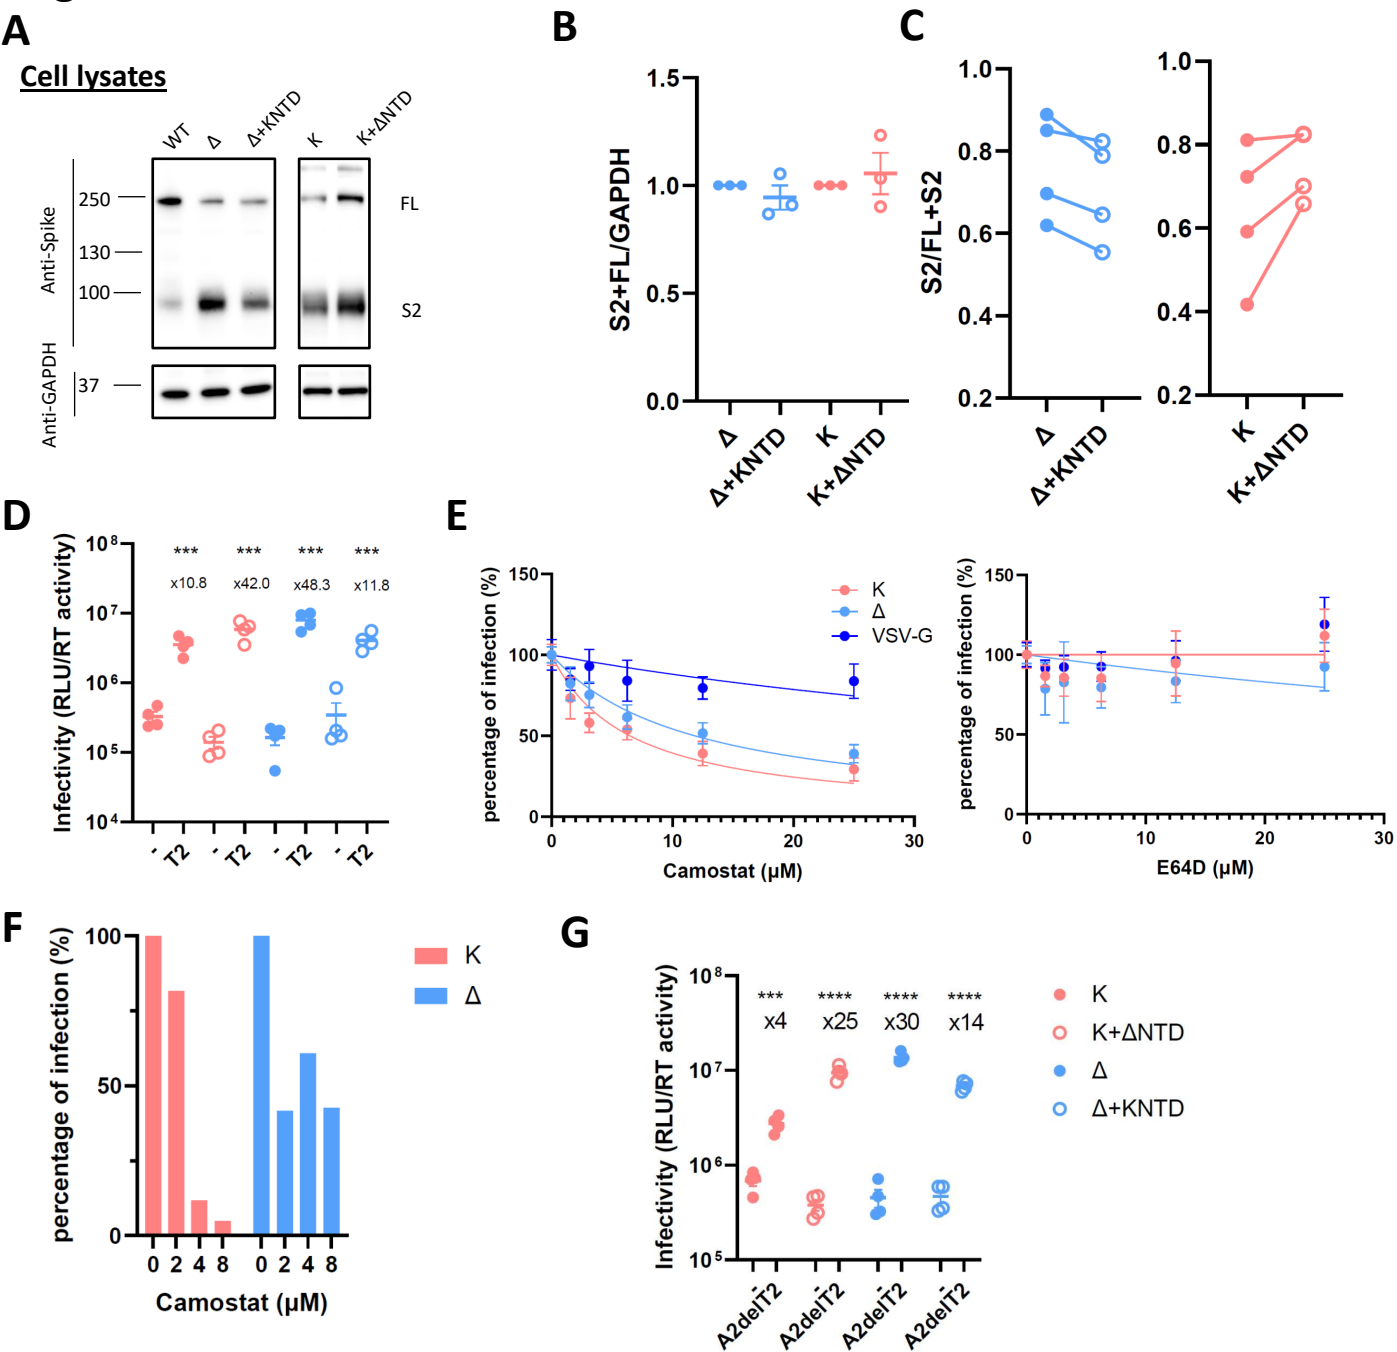 A
Cell lysates
WT
Δ
Δ+KNTD
K
K+ΔNTD
Anti-Spike
250
130
100
FL
S2
Anti-GAPDH
37
B
S2+FL/GAPDH
1.5
1.0
0.5
0.0
Δ
Δ+KNTD
K
K+ΔNTD
C
S2/FL+S2
1.0
0.8
0.6
0.4
0.2
Δ
Δ+KNTD
1.0
0.8
0.6
0.4
0.2
K
K+ΔNTD
D
Infectivity (RLU/RT activity)
10⁸
10⁷
10⁶
10⁵
10⁴
*** *** *** ***
x10.8 x42.0 x48.3 x11.8
- T2 - T2 - T2 - T2
E
percentage of infection (%)
150
100
50
0
0 10 20 30
Camostat (µM)
K
Δ
VSV-G
percentage of infection (%)
150
100
50
0
0 10 20 30
E64D (µM)
F
percentage of infection (%)
100
50
0
0 2 4 8 0 2 4 8
Camostat (µM)
K
Δ
G
Infectivity (RLU/RT activity)
10⁸
10⁷
10⁶
10⁵
*** **** **** ****
x4 x25 x30 x14
- A2delT2 - A2delT2 - A2delT2 - A2delT2
K
K+ΔNTD
Δ
Δ+KNTD